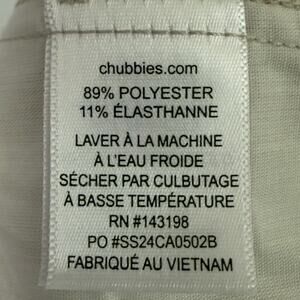 chubbies.com
89% POLYESTER
11% ÉLASTHANNE
LAVER À LA MACHINE
À L'EAU FROIDE
SÉCHER PAR CULBUTAGE
À BASSE TEMPÉRATURE
RN #143198
PO #SS24CA0502B
FABRIQUÉ AU VIETNAM